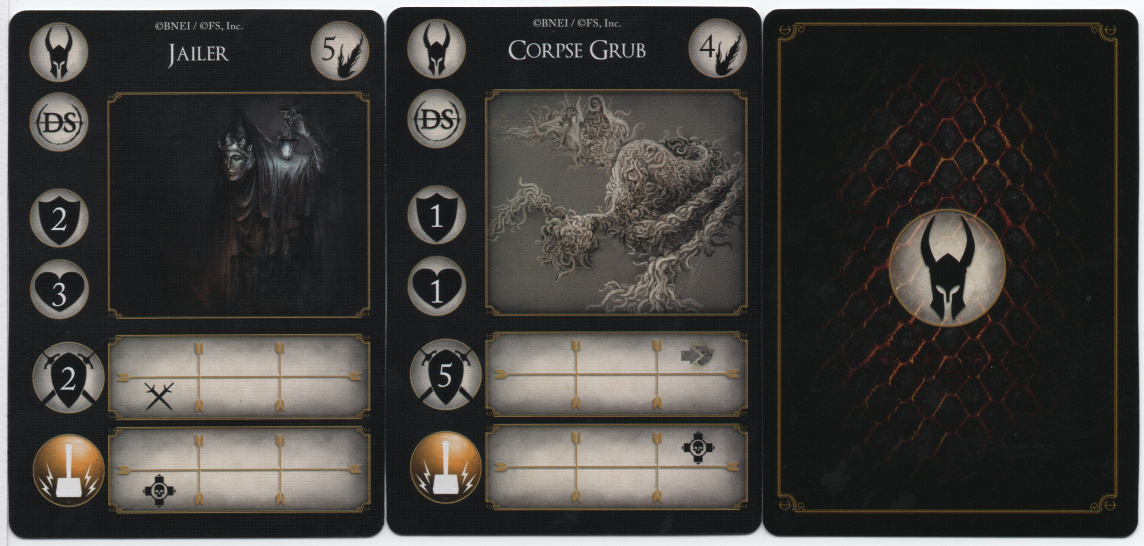 ©BNEI / ©FS, Inc.
JAILER
5
DS
2
3
2
©BNEI / ©FS, Inc.
CORPSE GRUB
4
DS
1
1
5